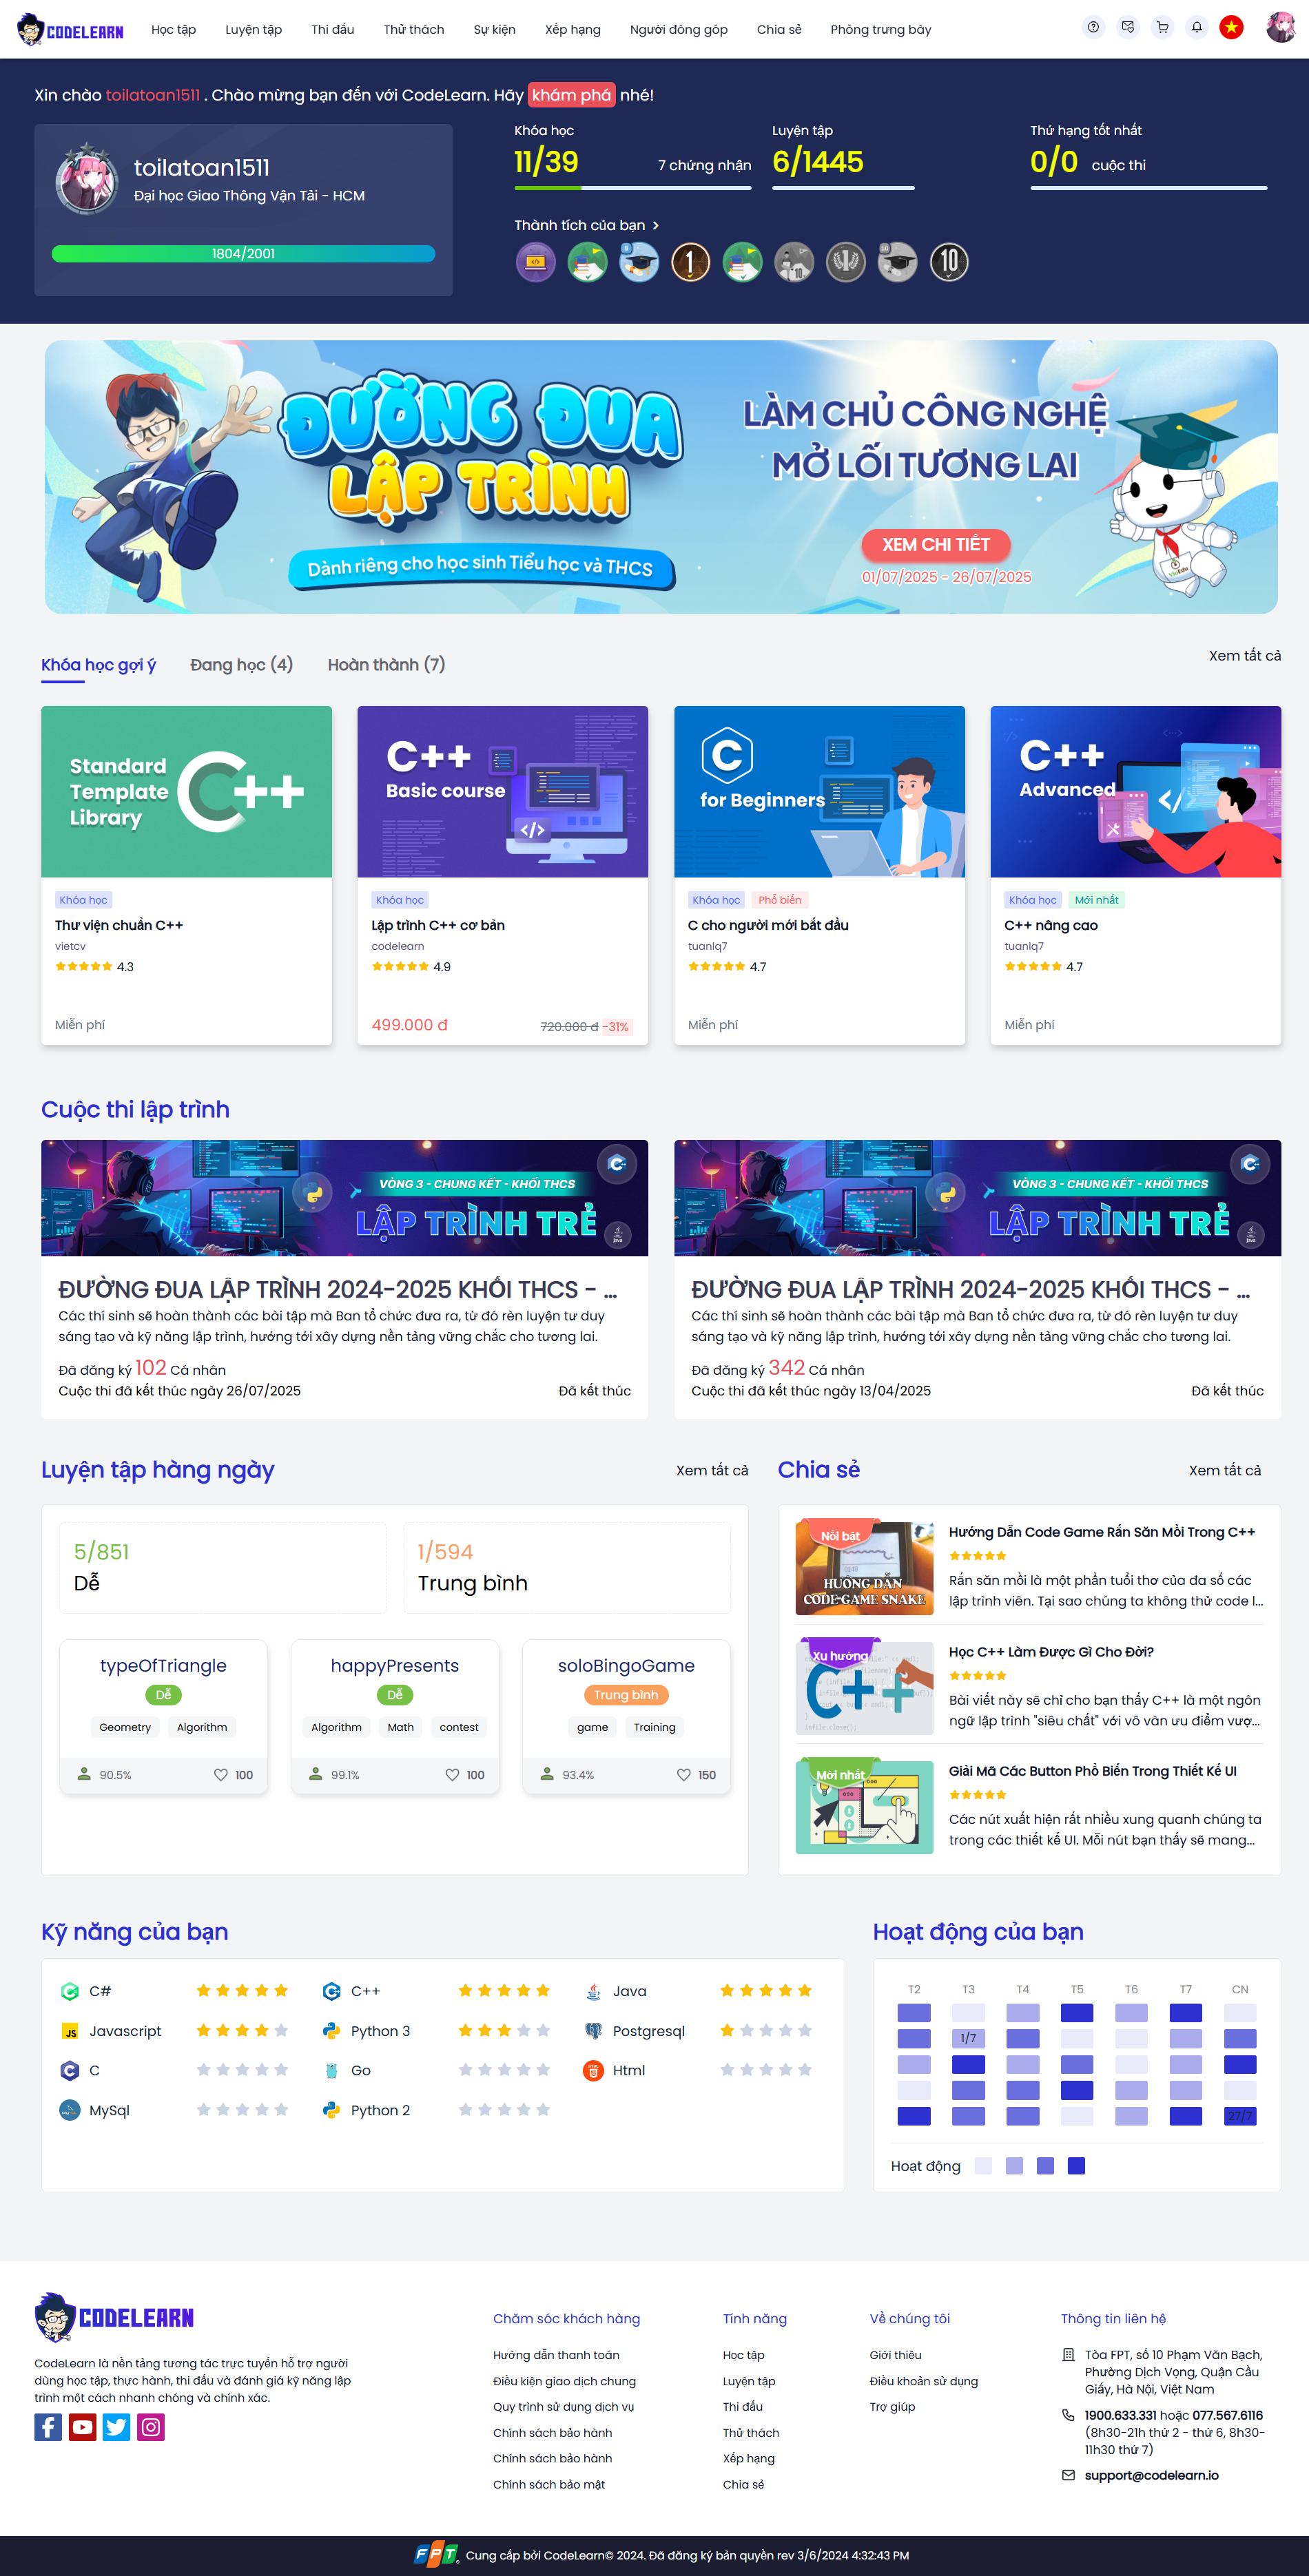 CODELEARN
Học tập
Luyện tập
Thi đấu
Thử thách
Sự kiện
Xếp hạng
Người đóng góp
Chia sẻ
Phòng trưng bày
Xin chào toilatoan1511 . Chào mừng bạn đến với CodeLearn. Hãy khám phá nhé!
toilatoan1511
Đại học Giao Thông Vận Tải - HCM
1804/2001
Khóa học
11/39
7 chứng nhận
Luyện tập
6/1445
Thứ hạng tốt nhất
0/0 cuộc thi
Thành tích của bạn
ĐƯỜNG ĐUA
LẬP TRÌNH
Dành riêng cho học sinh Tiểu học và THCS
LÀM CHỦ CÔNG NGHỆ
MỞ LỐI TƯƠNG LAI
XEM CHI TIẾT
01/07/2025 - 26/07/2025
Khóa học gợi ý
Đang học (4)
Hoàn thành (7)
Xem tất cả
Standard
Template
Library
C++
Khóa học
Thư viện chuẩn C++
vietcv
4.3
Miễn phí
C++
Basic course
</>
Khóa học
Lập trình C++ cơ bản
codelearn
4.9
499.000 đ
720.000 đ -31%
C
for Beginners
Khóa học
Phổ biến
C cho người mới bắt đầu
tuanlq7
4.7
Miễn phí
C++
Advanced
Khóa học
Mới nhất
C++ nâng cao
tuanlq7
4.7
Miễn phí
Cuộc thi lập trình
VÒNG 3 - CHUNG KẾT - KHỐI THCS
LẬP TRÌNH TRẺ
ĐƯỜNG ĐUA LẬP TRÌNH 2024-2025 KHỐI THCS - ...
Các thí sinh sẽ hoàn thành các bài tập mà Ban tổ chức đưa ra, từ đó rèn luyện tư duy
sáng tạo và kỹ năng lập trình, hướng tới xây dựng nền tảng vững chắc cho tương lai.
Đã đăng ký 102 Cá nhân
Cuộc thi đã kết thúc ngày 26/07/2025
Đã kết thúc
VÒNG 3 - CHUNG KẾT - KHỐI THCS
LẬP TRÌNH TRẺ
ĐƯỜNG ĐUA LẬP TRÌNH 2024-2025 KHỐI THCS - ...
Các thí sinh sẽ hoàn thành các bài tập mà Ban tổ chức đưa ra, từ đó rèn luyện tư duy
sáng tạo và kỹ năng lập trình, hướng tới xây dựng nền tảng vững chắc cho tương lai.
Đã đăng ký 342 Cá nhân
Cuộc thi đã kết thúc ngày 13/04/2025
Đã kết thúc
Luyện tập hàng ngày
Xem tất cả
5/851
Dễ
1/594
Trung bình
typeOfTriangle
Dễ
Geometry
Algorithm
90.5%
100
happyPresents
Dễ
Algorithm
Math
contest
99.1%
100
soloBingoGame
Trung bình
game
Training
93.4%
150
Chia sẻ
Xem tất cả
Nổi bật
HƯỚNG DẪN
CODE GAME SNAKE
Hướng Dẫn Code Game Rắn Săn Mồi Trong C++
Rắn săn mồi là một phần tuổi thơ của đa số các
lập trình viên. Tại sao chúng ta không thử code l...
Xu hướng
C++
Học C++ Làm Được Gì Cho Đời?
Bài viết này sẽ chỉ cho bạn thấy C++ là một ngôn
ngữ lập trình "siêu chất" với vô vàn ưu điểm vượ...
Mới nhất
Giải Mã Các Button Phổ Biến Trong Thiết Kế UI
Các nút xuất hiện rất nhiều xung quanh chúng ta
trong các thiết kế UI. Mỗi nút bạn thấy sẽ mang...
Kỹ năng của bạn
C#
C++
Java
Javascript
Python 3
Postgresql
C
Go
Html
MySql
Python 2
Hoạt động của bạn
T2 T3 T4 T5 T6 T7 CN
1/7
27/7
Hoạt động
CODELEARN
CodeLearn là nền tảng tương tác trực tuyến hỗ trợ người
dùng học tập, thực hành, thi đấu và đánh giá kỹ năng lập
trình một cách nhanh chóng và chính xác.
Chăm sóc khách hàng
Hướng dẫn thanh toán
Điều kiện giao dịch chung
Quy trình sử dụng dịch vụ
Chính sách bảo hành
Chính sách bảo hành
Chính sách bảo mật
Tính năng
Học tập
Luyện tập
Thi đấu
Thử thách
Xếp hạng
Chia sẻ
Về chúng tôi
Giới thiệu
Điều khoản sử dụng
Trợ giúp
Thông tin liên hệ
Tòa FPT, số 10 Phạm Văn Bạch,
Phường Dịch Vọng, Quận Cầu
Giấy, Hà Nội, Việt Nam
1900.633.331 hoặc 077.567.6116
(8h30-21h thứ 2 - thứ 6, 8h30-
11h30 thứ 7)
support@codelearn.io
FPT
Cung cấp bởi CodeLearn© 2024. Đã đăng ký bản quyền rev 3/6/2024 4:32:43 PM